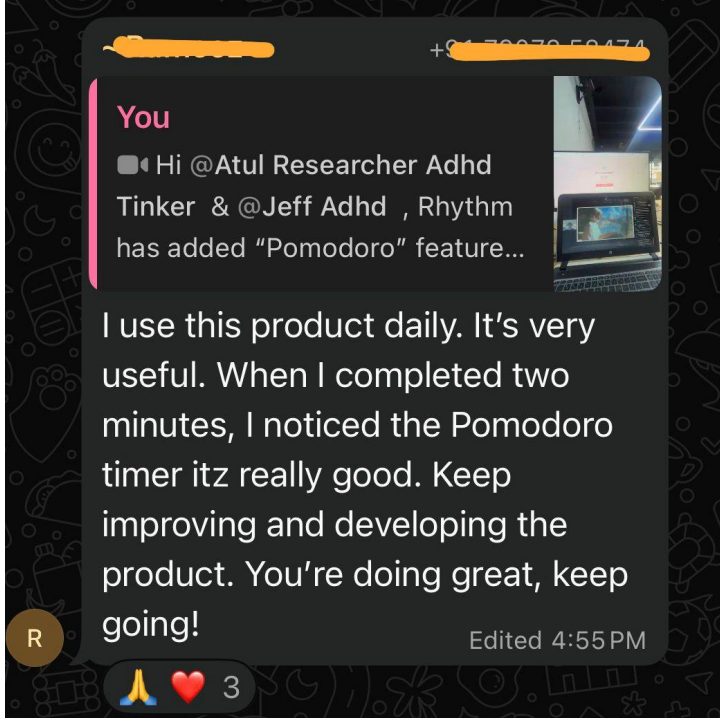 You
Hi @Atul Researcher Adhd
Tinker & @Jeff Adhd , Rhythm
has added “Pomodoro” feature...
I use this product daily. It’s very
useful. When I completed two
minutes, I noticed the Pomodoro
timer itz really good. Keep
improving and developing the
product. You’re doing great, keep
going!
R
Edited 4:55 PM
🙏 ❤️ 3